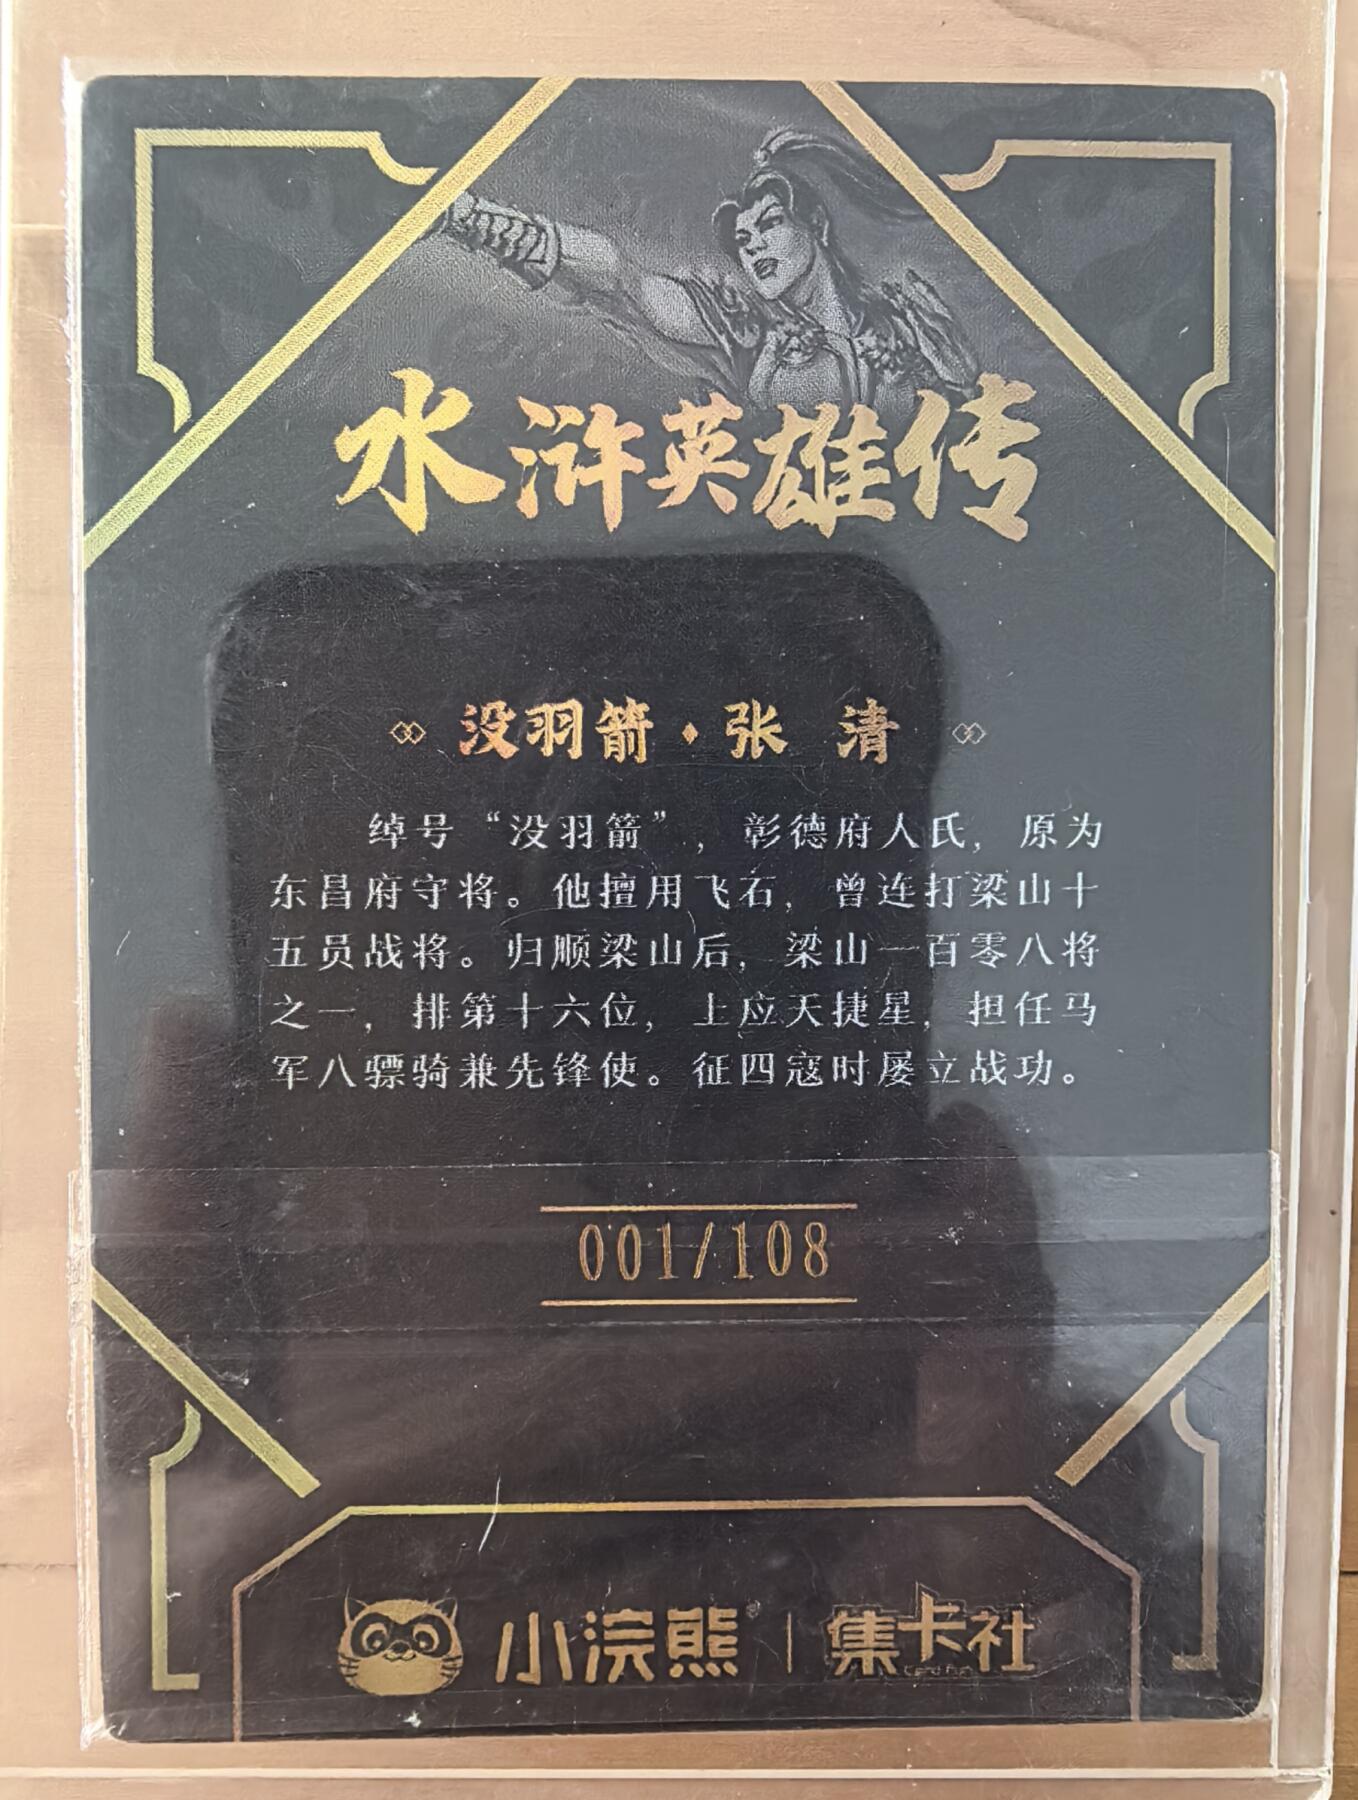 水浒英雄传
没羽箭·张 清
绰号“没羽箭”，彰德府人氏，原为
东昌府守将。他擅用飞石，曾连打梁山十
五员战将。归顺梁山后，梁山一百零八将
之一，排第十六位，上应天捷星，担任马
军八骠骑兼先锋使。征四寇时屡立战功。
001/108
小浣熊 | 集卡社
Card Fun